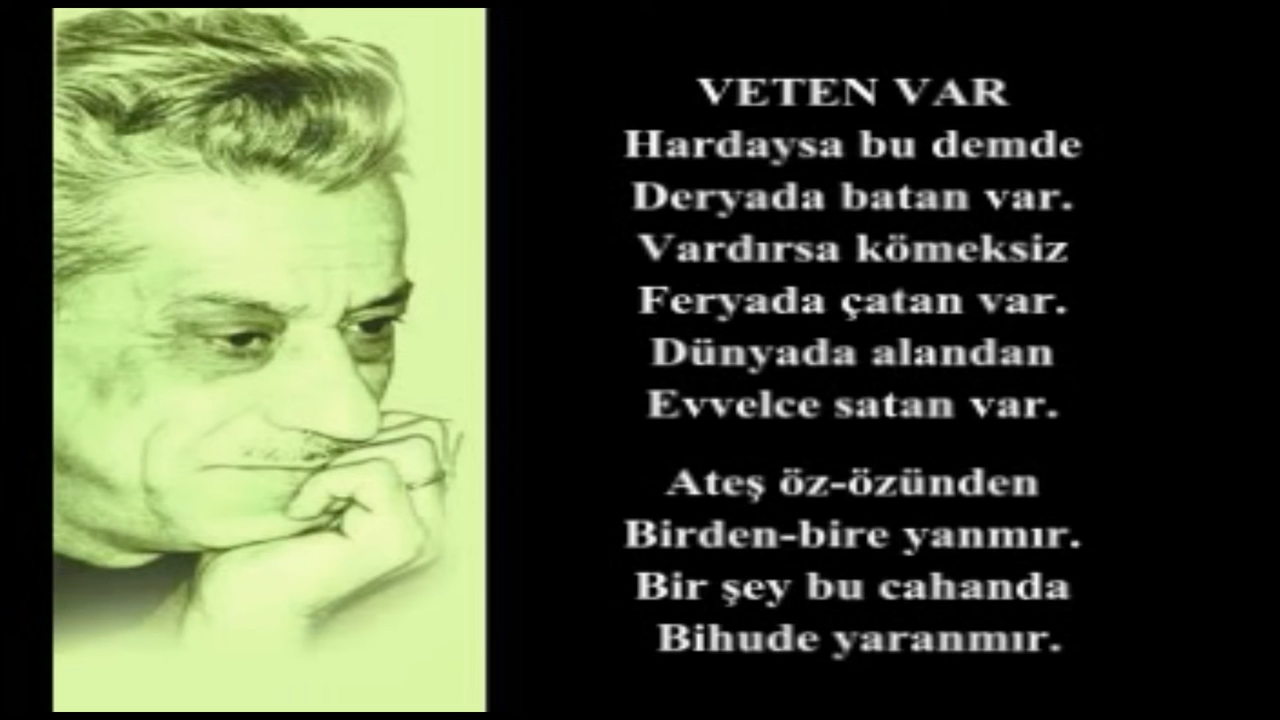 VETEN VAR
Hardaysa bu demde
Deryada batan var.
Vardırsa kömeksiz
Feryada çatan var.
Dünyada alandan
Evvelce satan var.
Ateş öz-özünden
Birden-bire yanmır.
Bir şey bu cahanda
Bihude yaranmır.